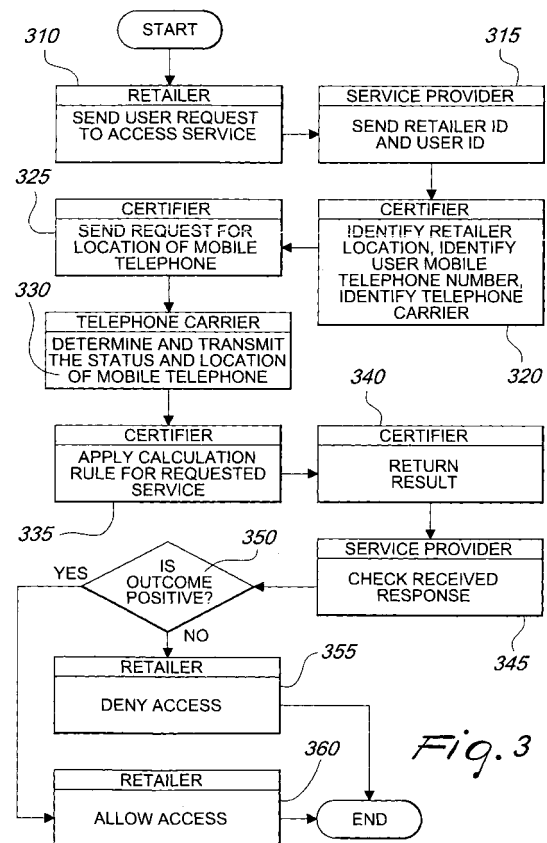 START
310
RETAILER
SEND USER REQUEST
TO ACCESS SERVICE
315
SERVICE PROVIDER
SEND RETAILER ID
AND USER ID
325
CERTIFIER
SEND REQUEST FOR
LOCATION OF MOBILE
TELEPHONE
CERTIFIER
IDENTIFY RETAILER
LOCATION, IDENTIFY
USER MOBILE
TELEPHONE NUMBER,
IDENTIFY TELEPHONE
CARRIER
320
330
TELEPHONE CARRIER
DETERMINE AND TRANSMIT
THE STATUS AND LOCATION
OF MOBILE TELEPHONE
CERTIFIER
APPLY CALCULATION
RULE FOR REQUESTED
SERVICE
335
340
CERTIFIER
RETURN
RESULT
SERVICE PROVIDER
CHECK RECEIVED
RESPONSE
345
350
IS
OUTCOME
POSITIVE?
YES
NO
355
RETAILER
DENY ACCESS
360
RETAILER
ALLOW ACCESS
END
Fig. 3